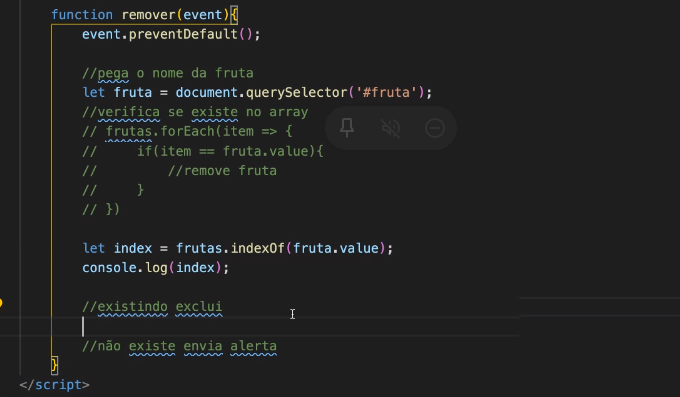 function remover(event){
event.preventDefault();
//pega o nome da fruta
let fruta = document.querySelector('#fruta');
//verifica se existe no array
// frutas.forEach(item => {
//     if(item == fruta.value){
//         //remove fruta
//     }
// })
let index = frutas.indexOf(fruta.value);
console.log(index);
//existindo exclui
//não existe envia alerta
}
</script>